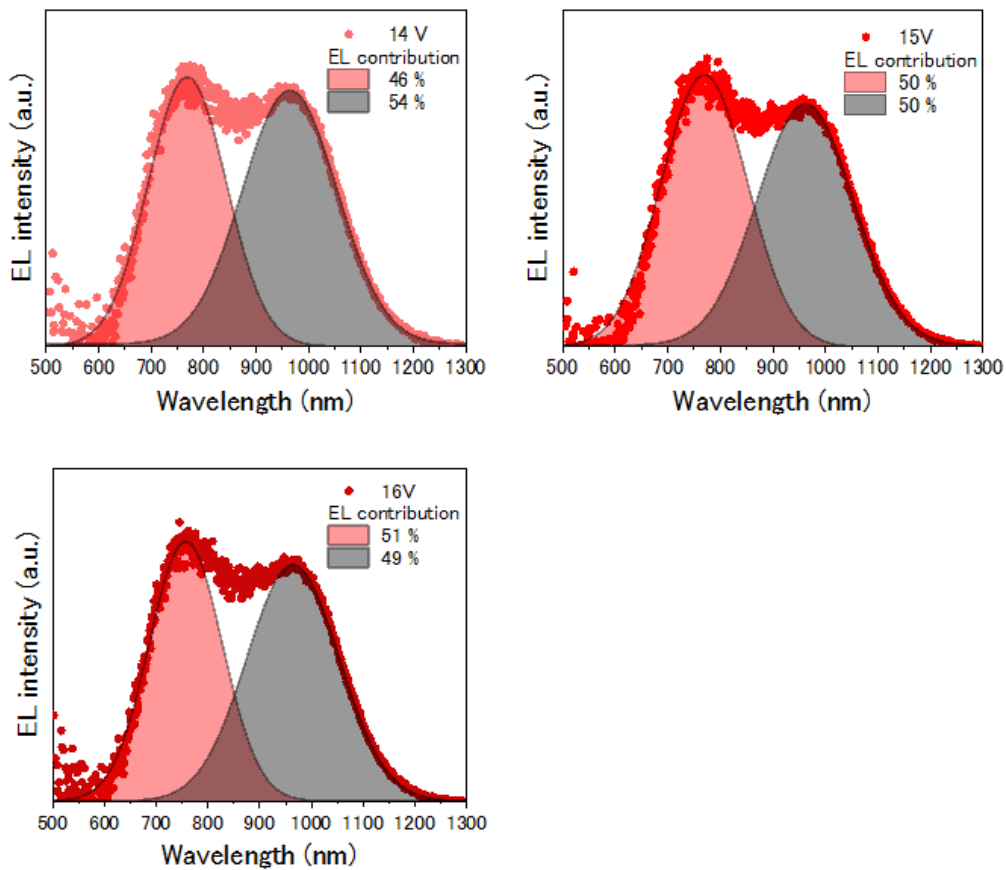 14 V
EL contribution
46 %
54 %
EL intensity (a.u.)
500 600 700 800 900 1000 1100 1200 1300
Wavelength (nm)
15V
EL contribution
50 %
50 %
EL intensity (a.u.)
500 600 700 800 900 1000 1100 1200 1300
Wavelength (nm)
16V
EL contribution
51 %
49 %
EL intensity (a.u.)
500 600 700 800 900 1000 1100 1200 1300
Wavelength (nm)